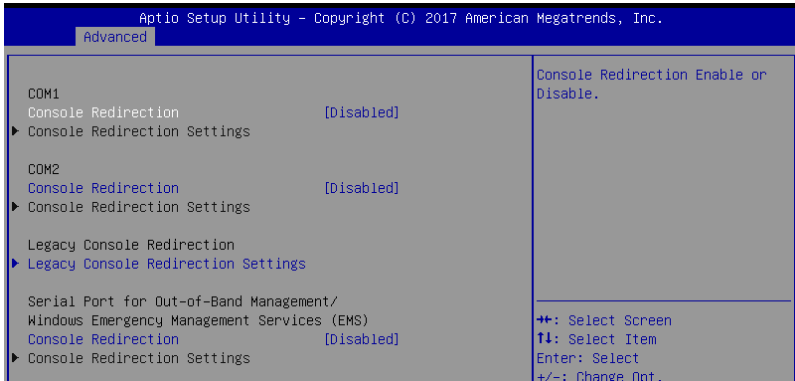 Aptio Setup Utility – Copyright (C) 2017 American Megatrends, Inc.
Advanced
COM1
Console Redirection [Disabled]
Console Redirection Settings
COM2
Console Redirection [Disabled]
Console Redirection Settings
Legacy Console Redirection
Legacy Console Redirection Settings
Serial Port for Out-of-Band Management/
Windows Emergency Management Services (EMS)
Console Redirection [Disabled]
Console Redirection Settings
Console Redirection Enable or
Disable.
→←: Select Screen
↑↓: Select Item
Enter: Select
+/-: Change Opt.